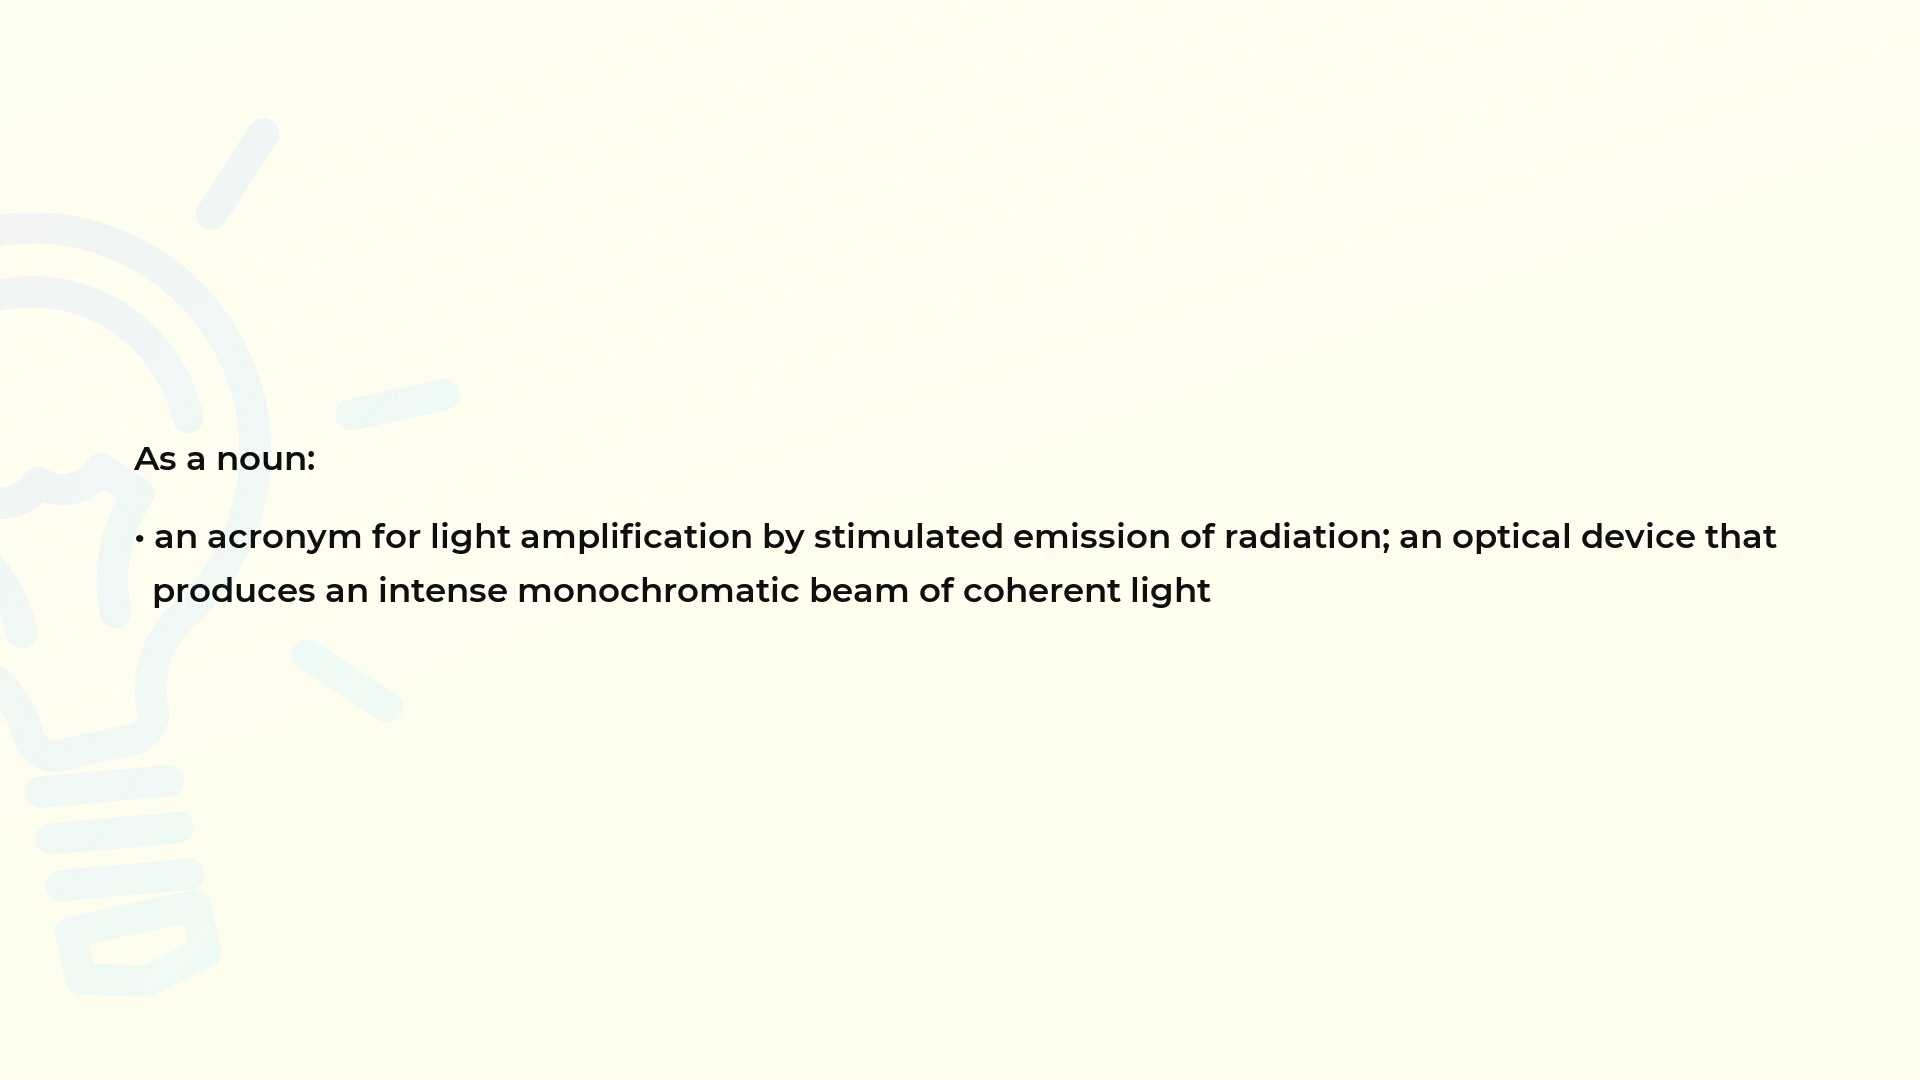 As a noun:
• an acronym for light amplification by stimulated emission of radiation; an optical device that
produces an intense monochromatic beam of coherent light